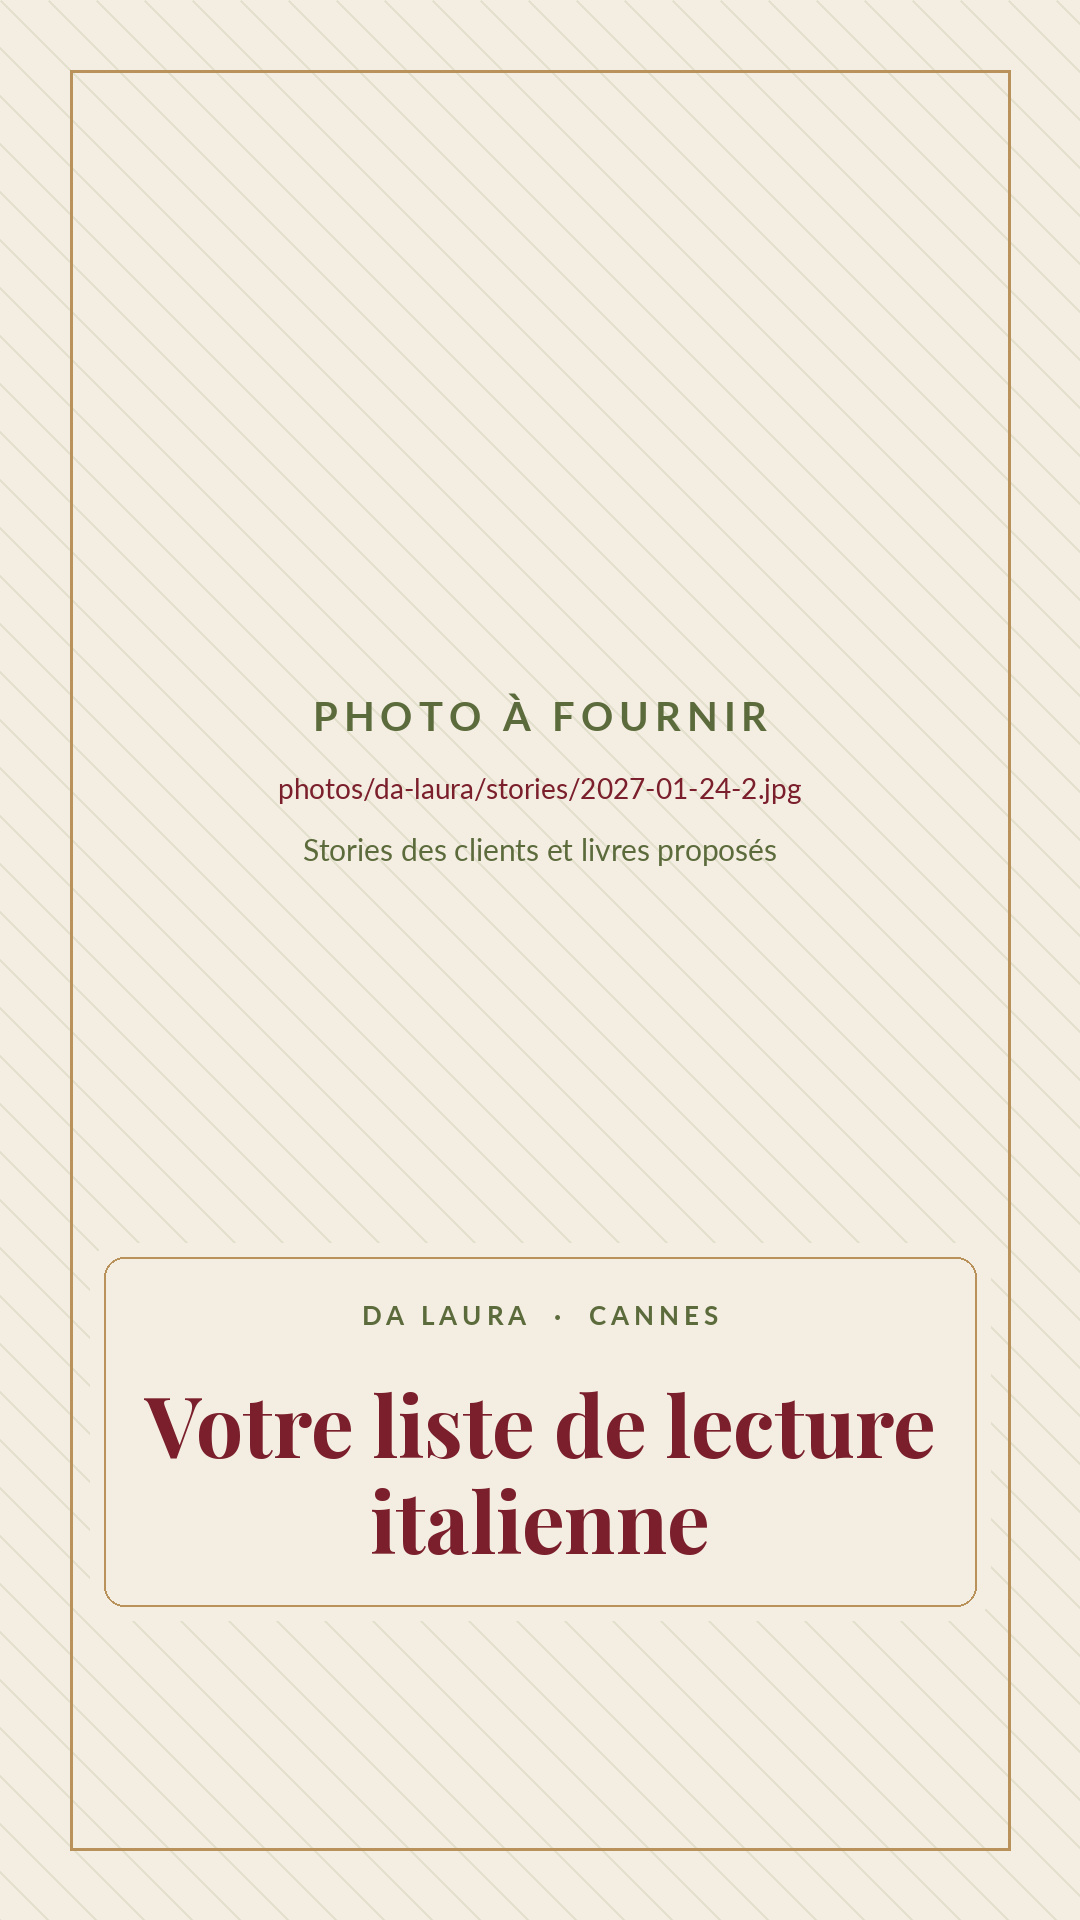 PHOTO À FOURNIR
photos/da-laura/stories/2027-01-24-2.jpg
Stories des clients et livres proposés
DA LAURA · CANNES
Votre liste de lecture
italienne